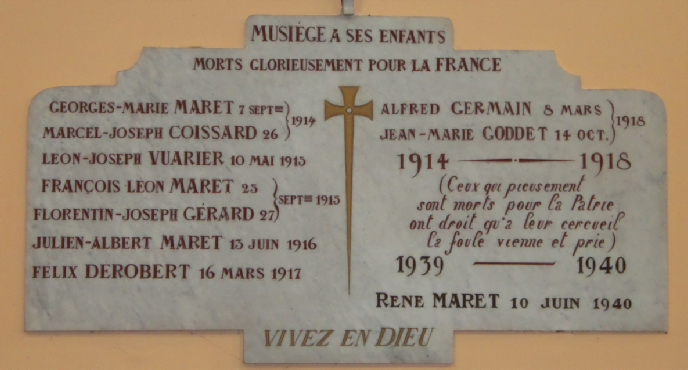 MUSIÈGE A SES ENFANTS
MORTS GLORIEUSEMENT POUR LA FRANCE
GEORGES-MARIE MARET 7 SEPTRE
MARCEL-JOSEPH COISSARD 26
1914
LEON-JOSEPH VUARIER 10 MAI 1915
FRANÇOIS LÉON MARET 25
FLORENTIN-JOSEPH GÉRARD 27
SEPTRE 1915
JULIEN-ALBERT MARET 13 JUIN 1916
FELIX DEROBERT 16 MARS 1917
ALFRED GERMAIN 8 MARS
JEAN-MARIE GODDET 14 OCT.
1918
1914 — 1918
(Ceux qui pieusement
sont morts pour la Patrie
ont droit qu'a leur cercueil
la foule vienne et prie)
1939 — 1940
RENE MARET 10 JUIN 1940
VIVEZ EN DIEU